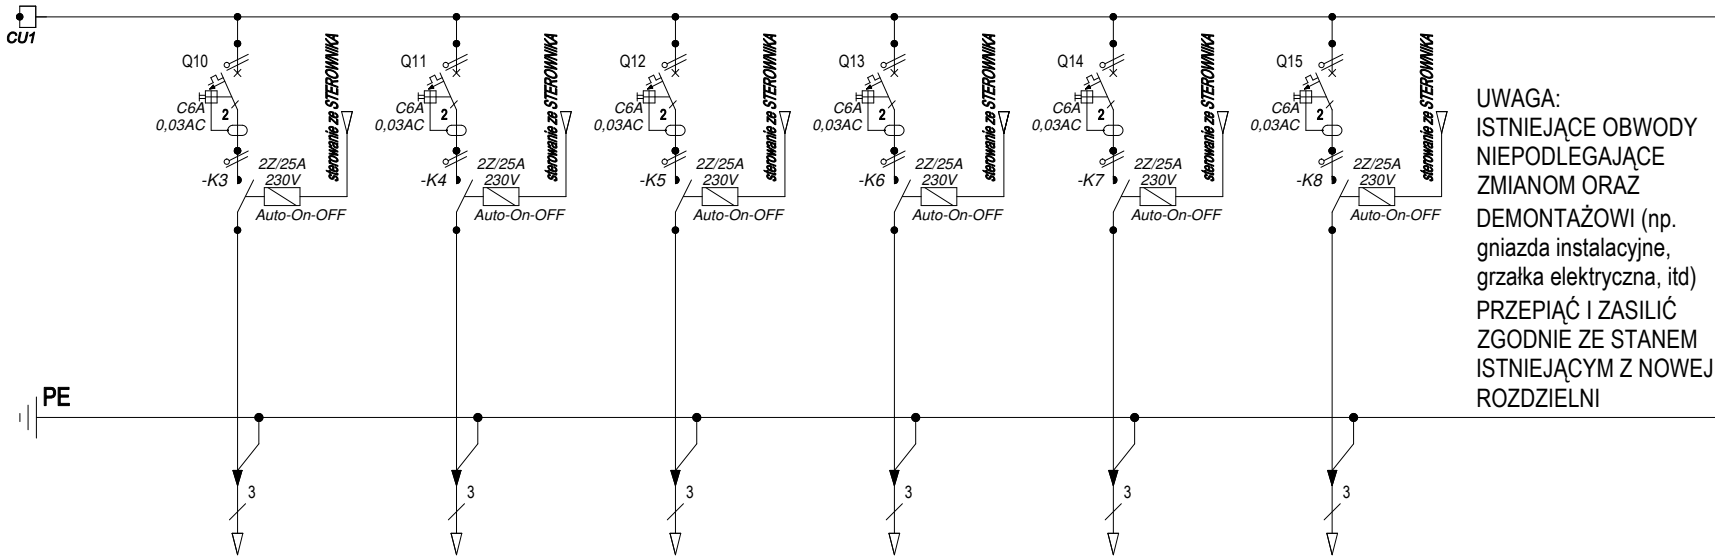 CU1
Q10
C6A
2
0,03AC
-K3
2Z/25A
230V
Auto-On-OFF
sterowanie ze STEROWNIKA
Q11
C6A
2
0,03AC
-K4
2Z/25A
230V
Auto-On-OFF
sterowanie ze STEROWNIKA
Q12
C6A
2
0,03AC
-K5
2Z/25A
230V
Auto-On-OFF
sterowanie ze STEROWNIKA
Q13
C6A
2
0,03AC
-K6
2Z/25A
230V
Auto-On-OFF
sterowanie ze STEROWNIKA
Q14
C6A
2
0,03AC
-K7
2Z/25A
230V
Auto-On-OFF
sterowanie ze STEROWNIKA
Q15
C6A
2
0,03AC
-K8
2Z/25A
230V
Auto-On-OFF
sterowanie ze STEROWNIKA
UWAGA:
ISTNIEJĄCE OBWODY
NIEPODLEGAJĄCE
ZMIANOM ORAZ
DEMONTAŻOWI (np.
gniazda instalacyjne,
grzałka elektryczna, itd)
PRZEPIĄĆ I ZASILIĆ
ZGODNIE ZE STANEM
ISTNIEJĄCYM Z NOWEJ
ROZDZIELNI
PE
3
3
3
3
3
3